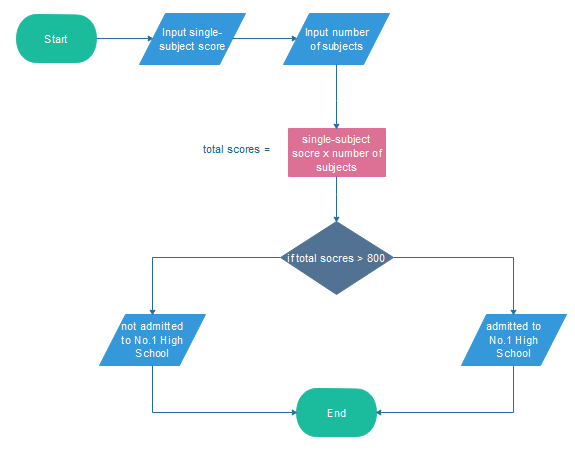 Start
Input single-
subject score
Input number
of subjects
total scores =
single-subject
socre x number of
subjects
if total socres > 800
not admitted
to No.1 High
School
admitted to
No.1 High
School
End